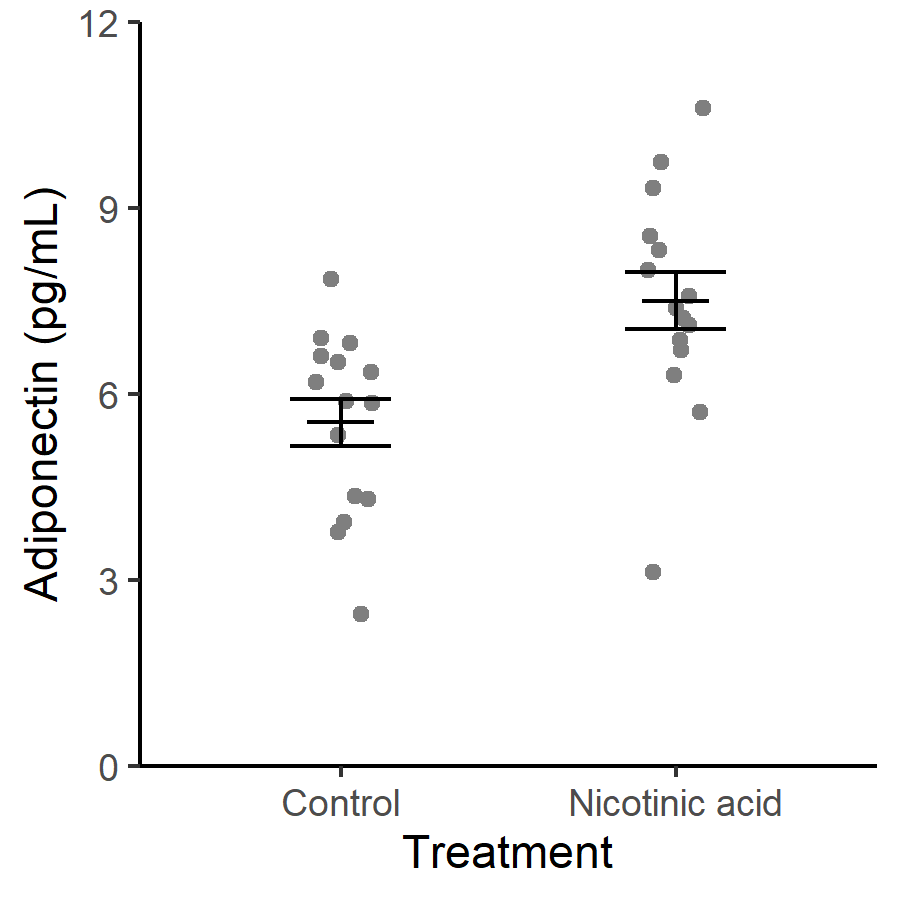 Adiponectin (pg/mL)
12
9
6
3
0
Control
Nicotinic acid
Treatment